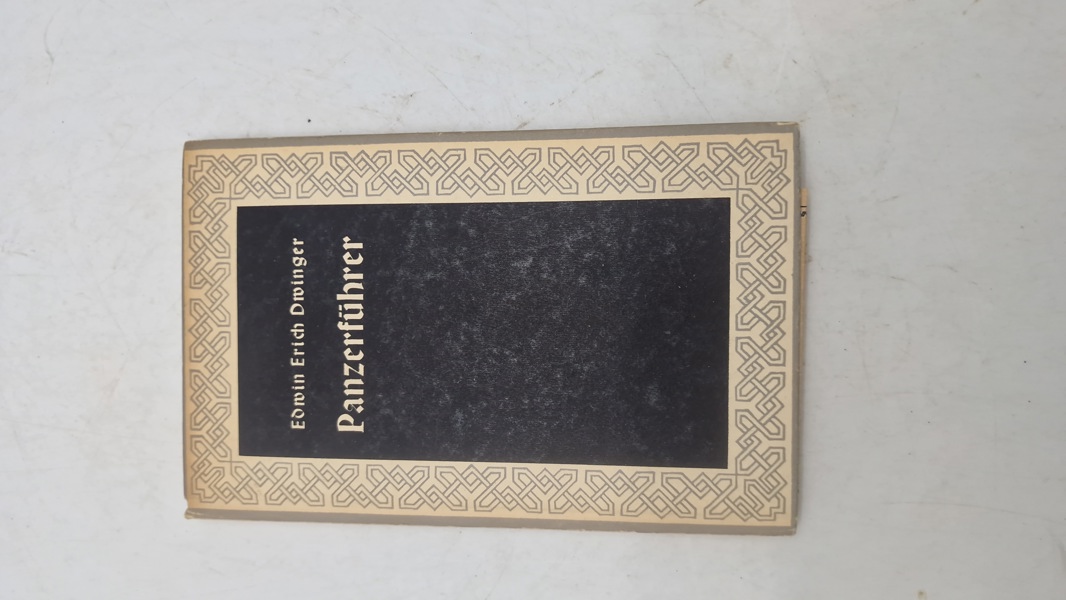 Edwin Erich Dwinger
Panzerführer